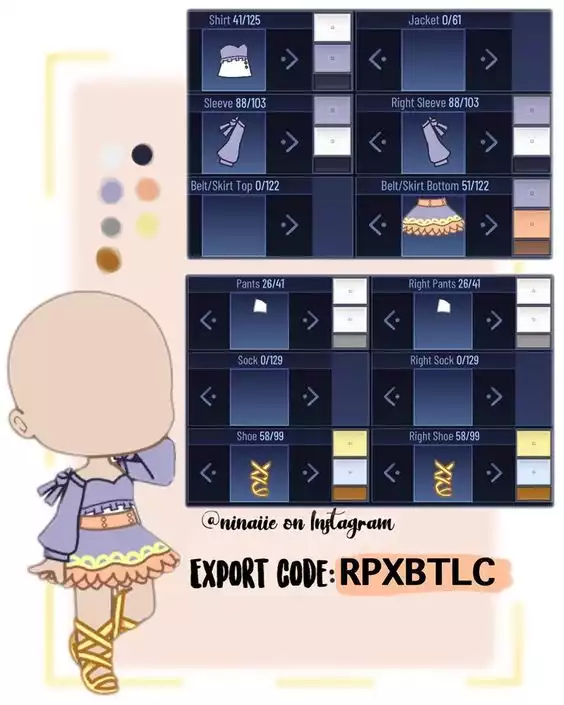 Shirt 41/125
Jacket 0/61
Sleeve 88/103
Right Sleeve 88/103
Belt/Skirt Top 0/122
Belt/Skirt Bottom 51/122
Pants 26/41
Right Pants 26/41
Sock 0/129
Right Sock 0/129
Shoe 58/99
Right Shoe 58/99
@ninaiie on Instagram
EXPORT CODE: RPXBTLC